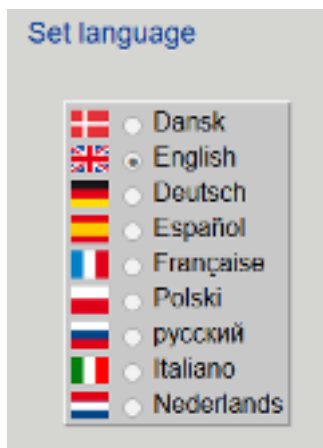 Set language
Dansk
English
Deutsch
Español
Française
Polski
русский
Italiano
Nederlands